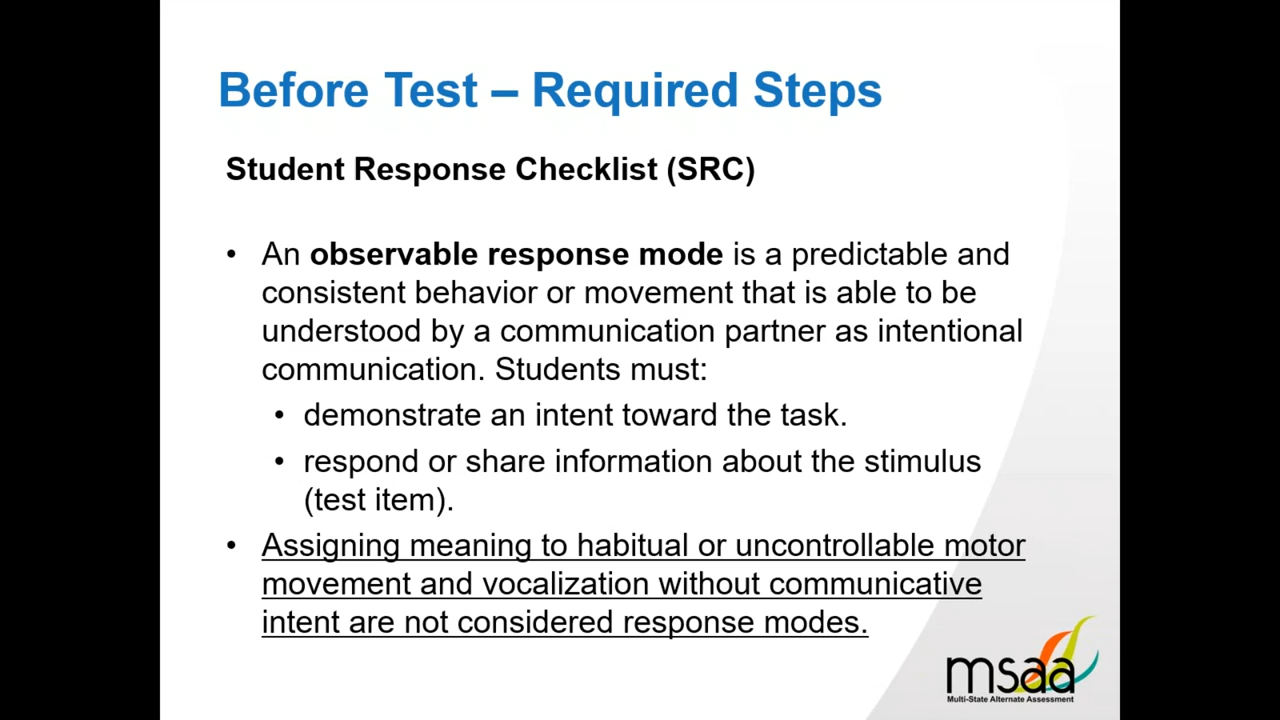 Before Test – Required Steps
Student Response Checklist (SRC)
• An observable response mode is a predictable and
consistent behavior or movement that is able to be
understood by a communication partner as intentional
communication. Students must:
• demonstrate an intent toward the task.
• respond or share information about the stimulus
(test item).
• Assigning meaning to habitual or uncontrollable motor
movement and vocalization without communicative
intent are not considered response modes.
msaa
Multi-State Alternate Assessment